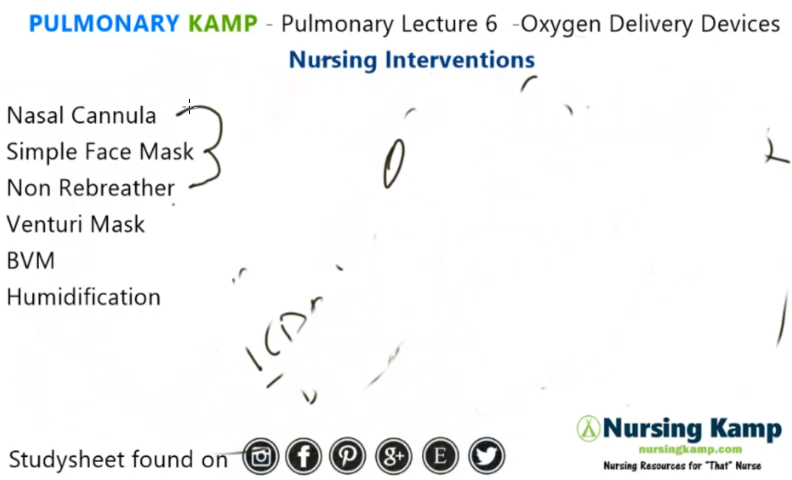 PULMONARY KAMP - Pulmonary Lecture 6 -Oxygen Delivery Devices
Nursing Interventions
Nasal Cannula
Simple Face Mask
Non Rebreather
Venturi Mask
BVM
Humidification
Studysheet found on
Nursing Kamp
nursingkamp.com
Nursing Resources for "That" Nurse